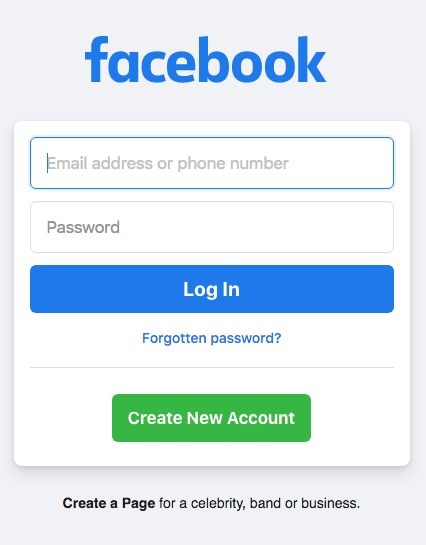 facebook
Email address or phone number
Password
Log In
Forgotten password?
Create New Account
Create a Page for a celebrity, band or business.